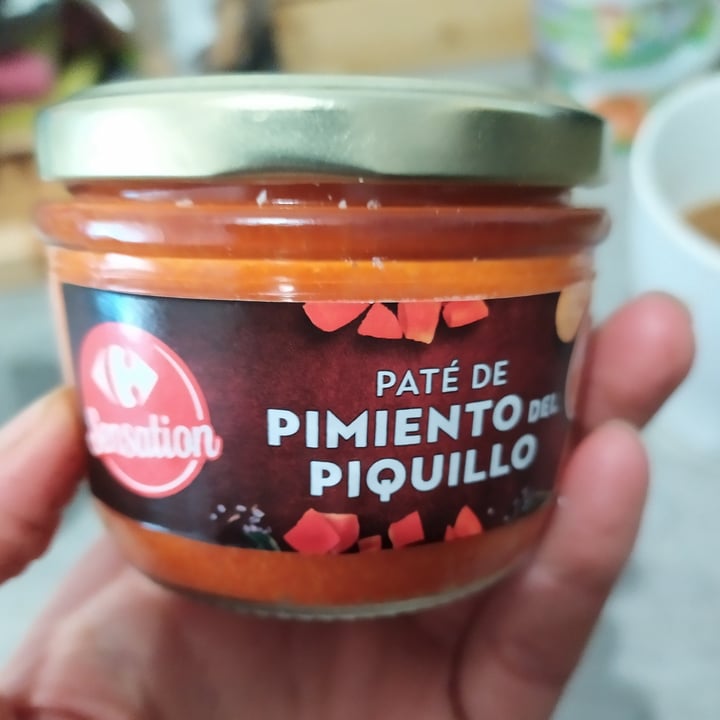 Sensation
PATÉ DE
PIMIENTO DEL
PIQUILLO